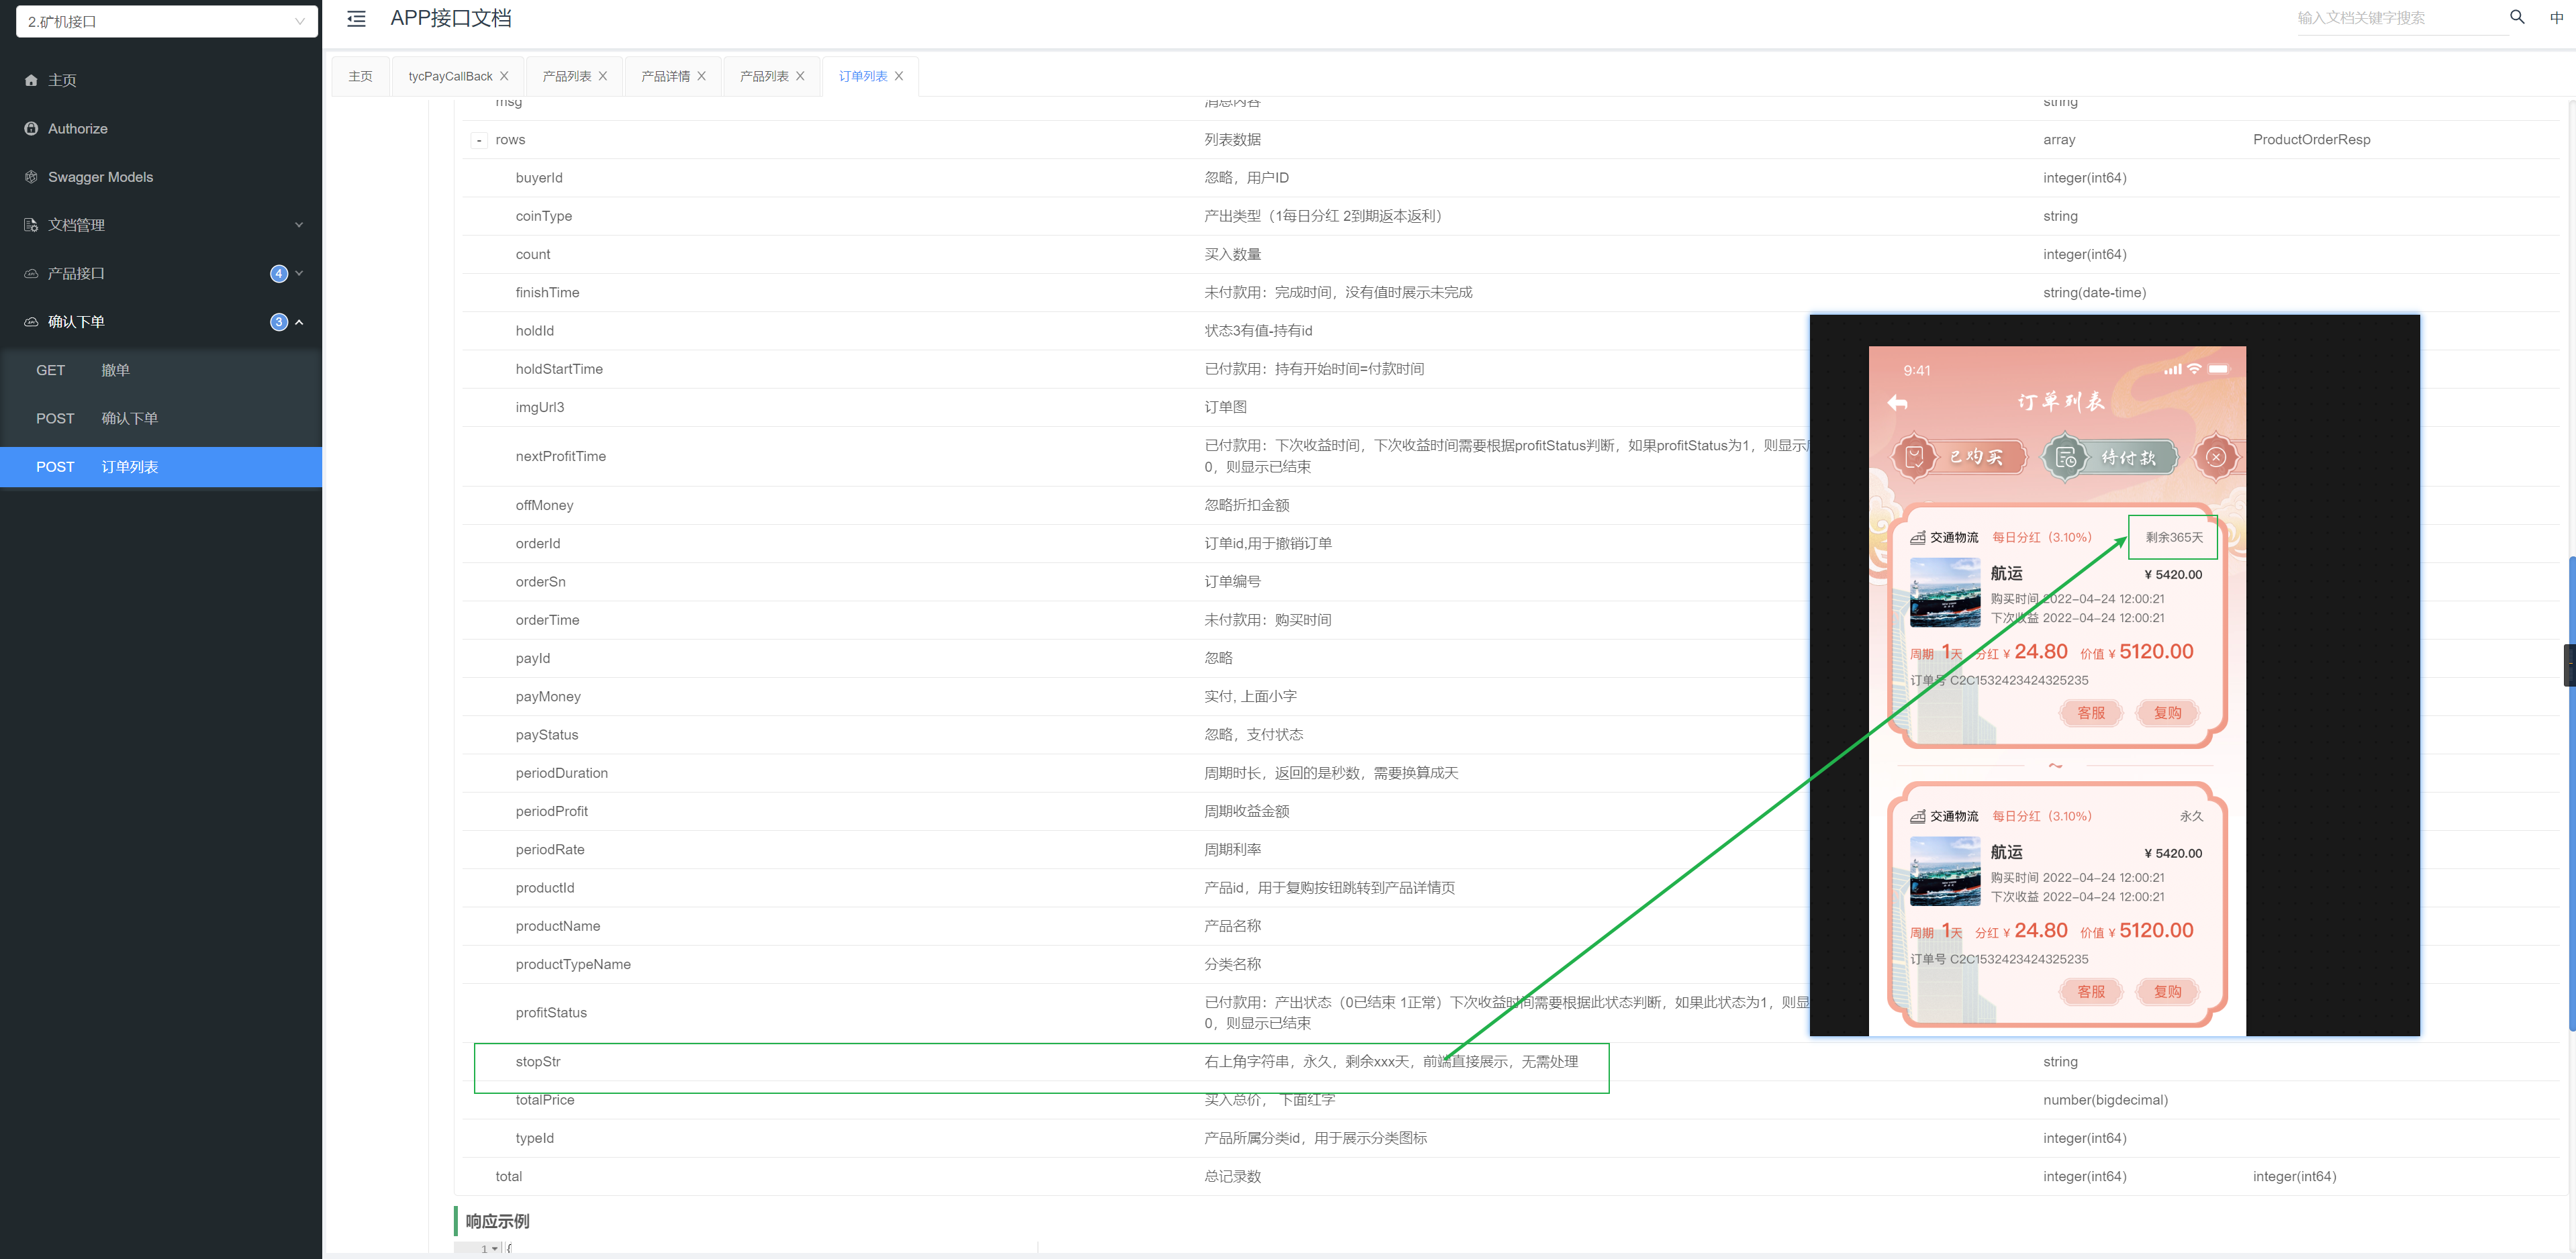 2.矿机接口
APP接口文档
输入文档关键字搜索
中
主页
Authorize
Swagger Models
文档管理
产品接口 4
确认下单 3
GET 撤单
POST 确认下单
POST 订单列表
主页 tycPayCallBack 产品列表 产品详情 产品列表 订单列表
msg 消息内容 string
- rows 列表数据 array ProductOrderResp
buyerId 忽略，用户ID integer(int64)
coinType 产出类型（1每日分红 2到期返本返利） string
count 买入数量 integer(int64)
finishTime 未付款用：完成时间，没有值时展示未完成 string(date-time)
holdId 状态3有值-持有id
holdStartTime 已付款用：持有开始时间=付款时间
imgUrl3 订单图
nextProfitTime 已付款用：下次收益时间，下次收益时间需要根据profitStatus判断，如果profitStatus为1，则显示
0，则显示已结束
offMoney 忽略折扣金额
orderId 订单id,用于撤销订单
orderSn 订单编号
orderTime 未付款用：购买时间
payId 忽略
payMoney 实付, 上面小字
payStatus 忽略，支付状态
periodDuration 周期时长，返回的是秒数，需要换算成天
periodProfit 周期收益金额
periodRate 周期利率
productId 产品id，用于复购按钮跳转到产品详情页
productName 产品名称
productTypeName 分类名称
profitStatus 已付款用：产出状态（0已结束 1正常）下次收益时间需要根据此状态判断，如果此状态为1，则显
0，则显示已结束
stopStr 右上角字符串，永久，剩余xxx天，前端直接展示，无需处理 string
totalPrice 买入总价， 下面红字 number(bigdecimal)
typeId 产品所属分类id，用于展示分类图标 integer(int64)
total 总记录数 integer(int64) integer(int64)
响应示例
1 {
9:41
订单列表
已购买 待付款
交通物流 每日分红（3.10%） 剩余365天
航运 ¥ 5420.00
购买时间 2022-04-24 12:00:21
下次收益 2022-04-24 12:00:21
周期 1天 分红 ¥ 24.80 价值 ¥ 5120.00
订单号 C2C1532423424325235
客服 复购
交通物流 每日分红（3.10%） 永久
航运 ¥ 5420.00
购买时间 2022-04-24 12:00:21
下次收益 2022-04-24 12:00:21
周期 1天 分红 ¥ 24.80 价值 ¥ 5120.00
订单号 C2C1532423424325235
客服 复购